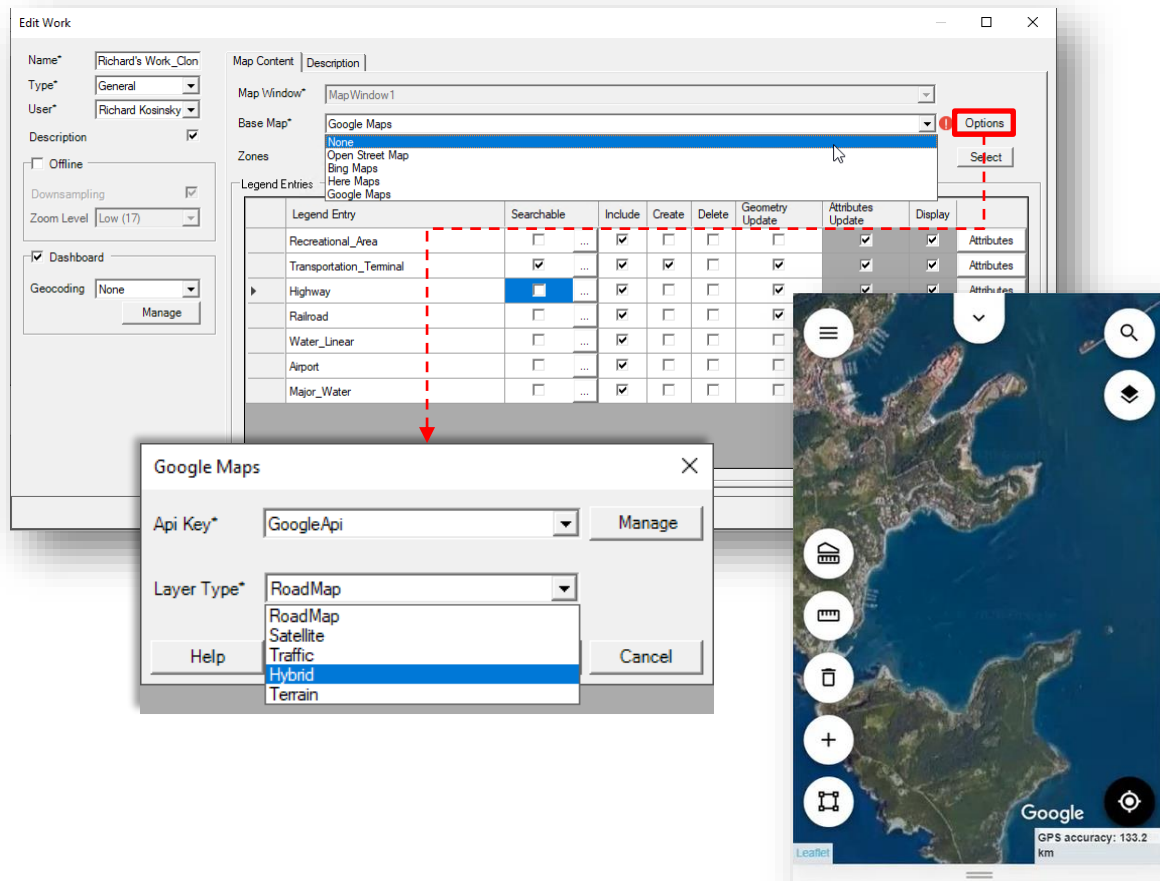 Edit Work
Name* Richard's Work_Clon
Type* General
User* Richard Kosinsky
Description
Offline
Downsampling
Zoom Level Low (17)
Dashboard
Geocoding None
Manage
Map Content Description
Map Window* MapWindow1
Base Map* Google Maps Options
None
Open Street Map
Bing Maps
Here Maps
Google Maps
Zones Select
Legend Entries
Legend Entry Searchable Include Create Delete Geometry Update Attributes Update Display
Recreational_Area ... Attributes
Transportation_Terminal ... Attributes
Highway ... Attributes
Railroad ...
Water_Linear ...
Airport ...
Major_Water ...
Google Maps
Api Key* GoogleApi Manage
Layer Type* RoadMap
RoadMap
Satellite
Traffic
Hybrid
Terrain
Help Cancel
Google
GPS accuracy: 133.2
km
Leaflet